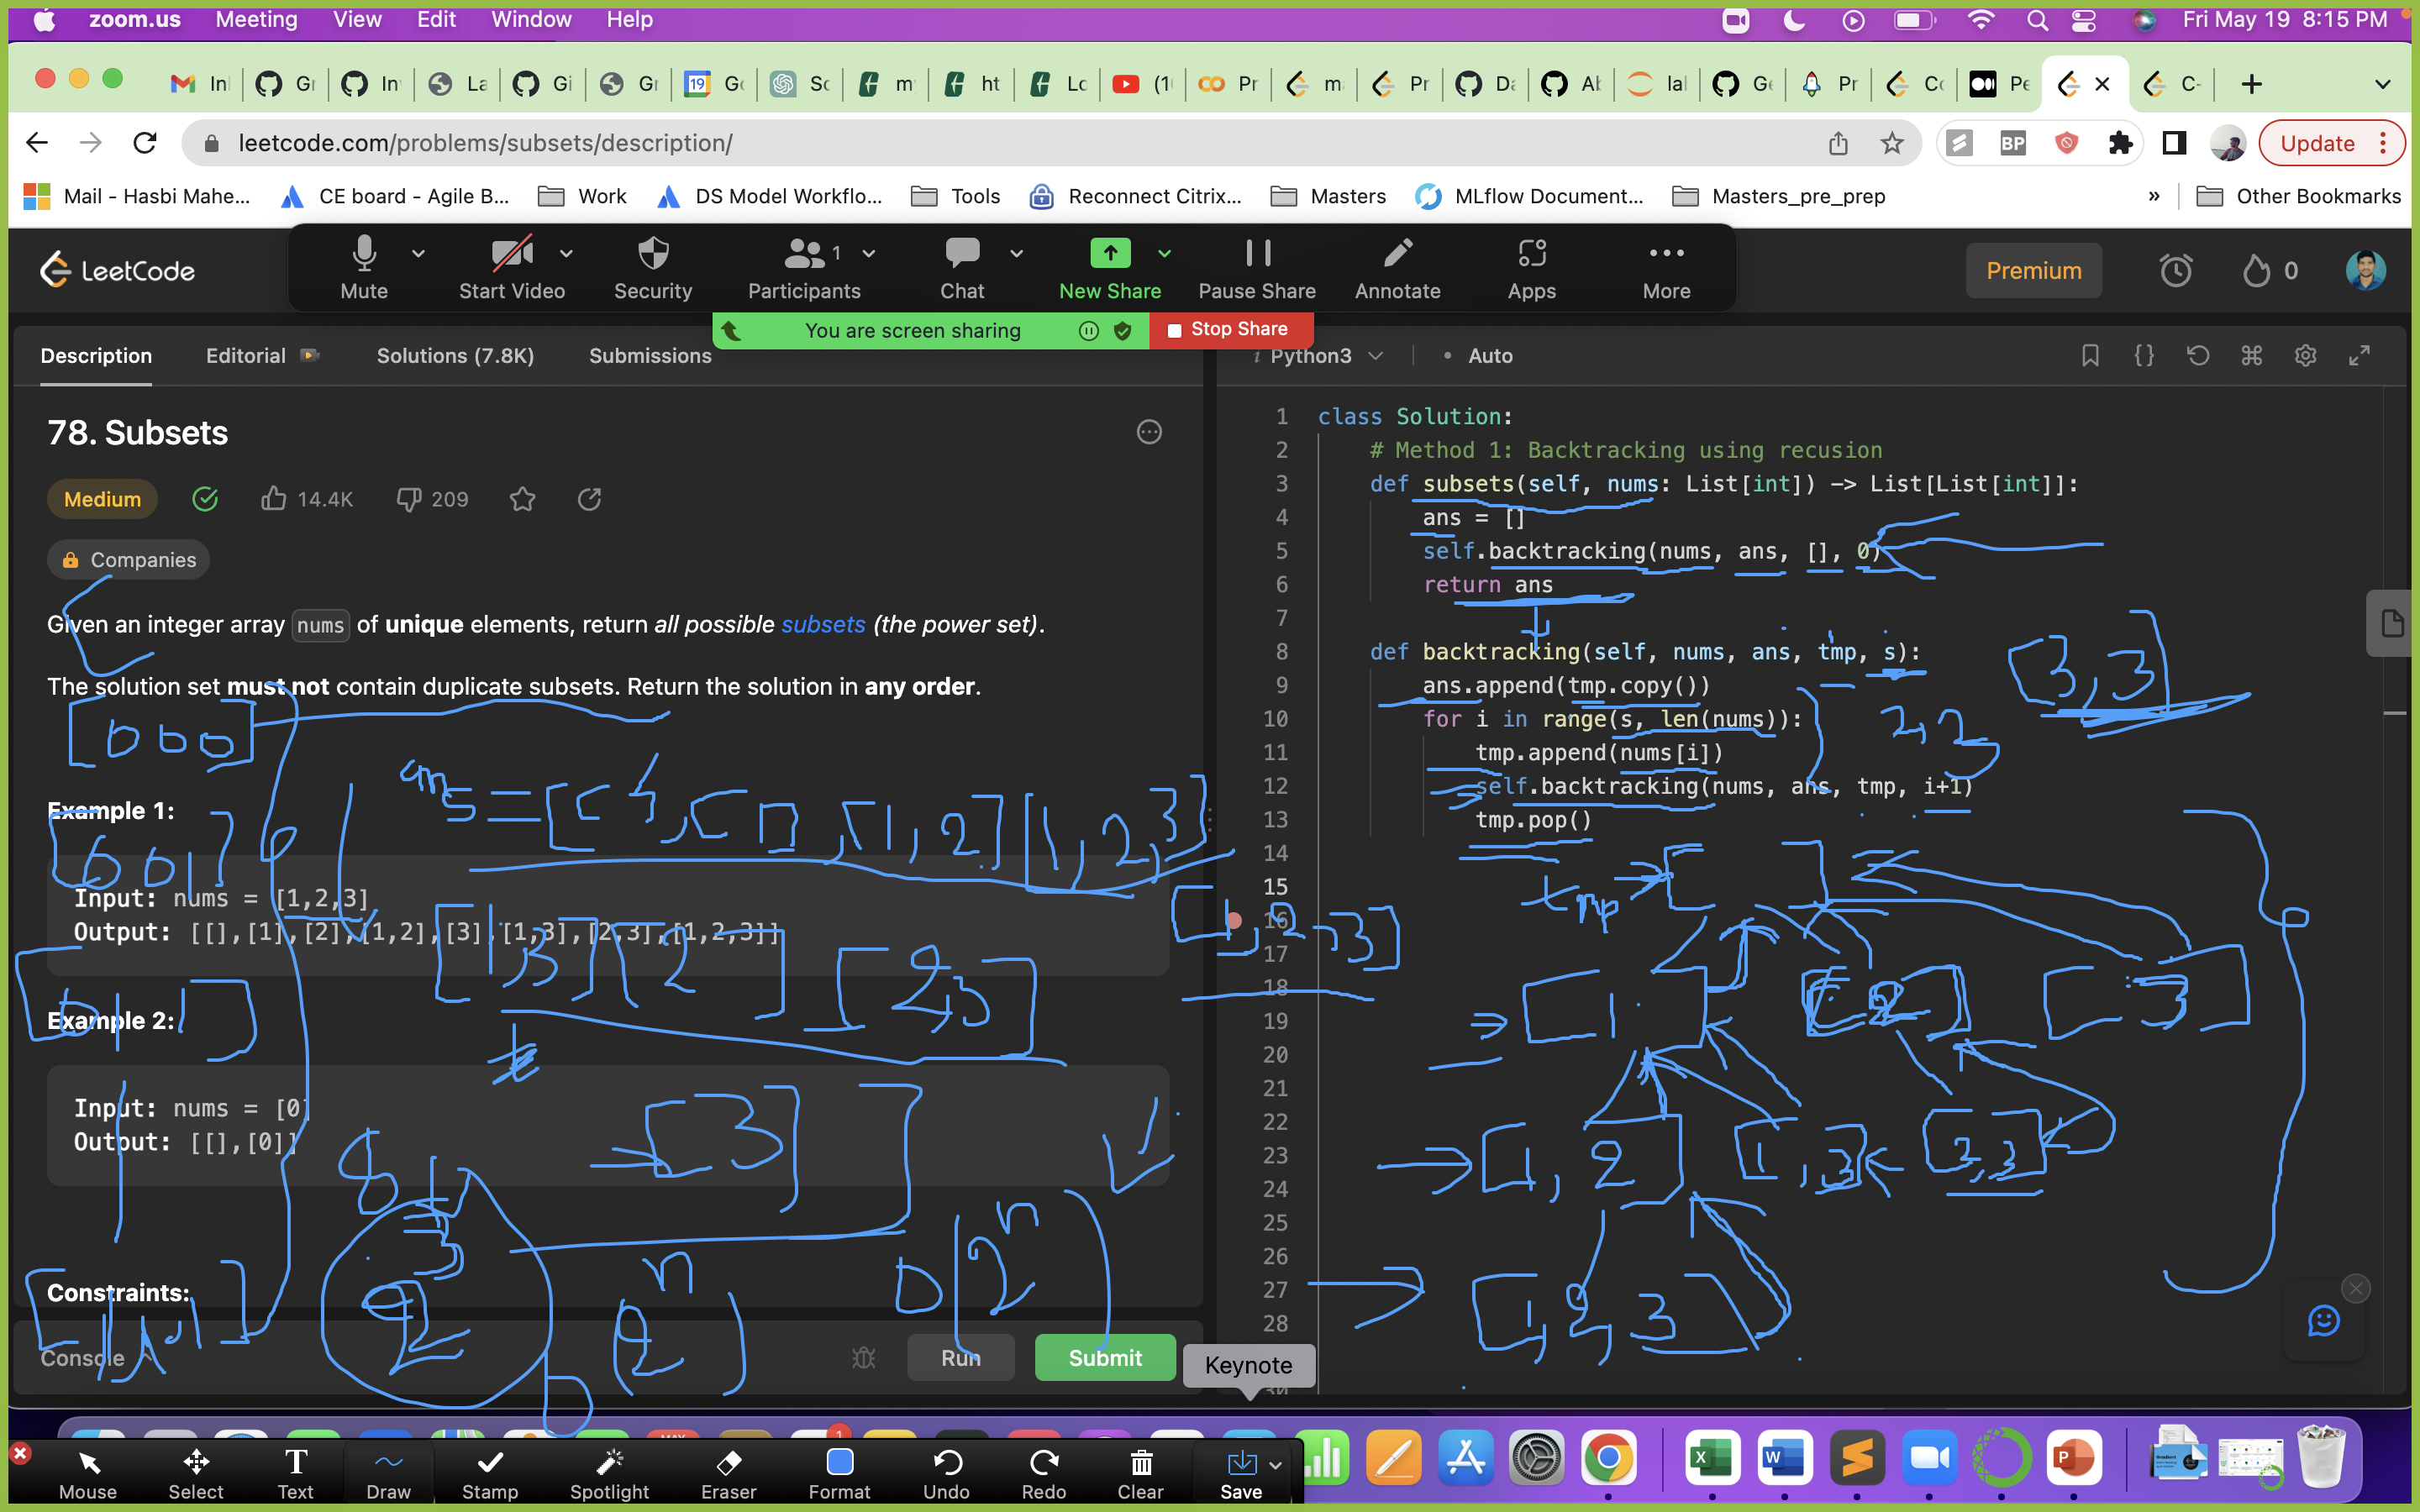 zoom.us Meeting View Edit Window Help Fri May 19 8:15 PM
leetcode.com/problems/subsets/description/
Update
Mail - Hasbi Mahe... CE board - Agile B... Work DS Model Workflo... Tools Reconnect Citrix... Masters MLflow Document... Masters_pre_prep » Other Bookmarks
LeetCode
Mute Start Video Security Participants 1 Chat New Share Pause Share Annotate Apps More
You are screen sharing Stop Share
Premium 0
Description Editorial Solutions (7.8K) Submissions
78. Subsets
Medium 14.4K 209
Companies
Given an integer array nums of unique elements, return all possible subsets (the power set).
The solution set must not contain duplicate subsets. Return the solution in any order.
Example 1:
Input: nums = [1,2,3]
Output: [[],[1],[2],[1,2],[3],[1,3],[2,3],[1,2,3]]
Example 2:
Input: nums = [0]
Output: [[],[0]]
Constraints:
Console
Run Submit
i Python3 • Auto
1 class Solution:
2 # Method 1: Backtracking using recusion
3 def subsets(self, nums: List[int]) -> List[List[int]]:
4 ans = []
5 self.backtracking(nums, ans, [], 0)
6 return ans
7
8 def backtracking(self, nums, ans, tmp, s):
9 ans.append(tmp.copy())
10 for i in range(s, len(nums)):
11 tmp.append(nums[i])
12 self.backtracking(nums, ans, tmp, i+1)
13 tmp.pop()
14
15
16
17
18
19
20
21
22
23
24
25
26
27
28
[3,3]
2,2
tmp → [ ]
[1 [2] [3]
[1, 2] [1,3] [2,3]
[1,2,3]
[2,3]
[3]
O(2^n)
Keynote
Mouse Select Text Draw Stamp Spotlight Eraser Format Undo Redo Clear Save